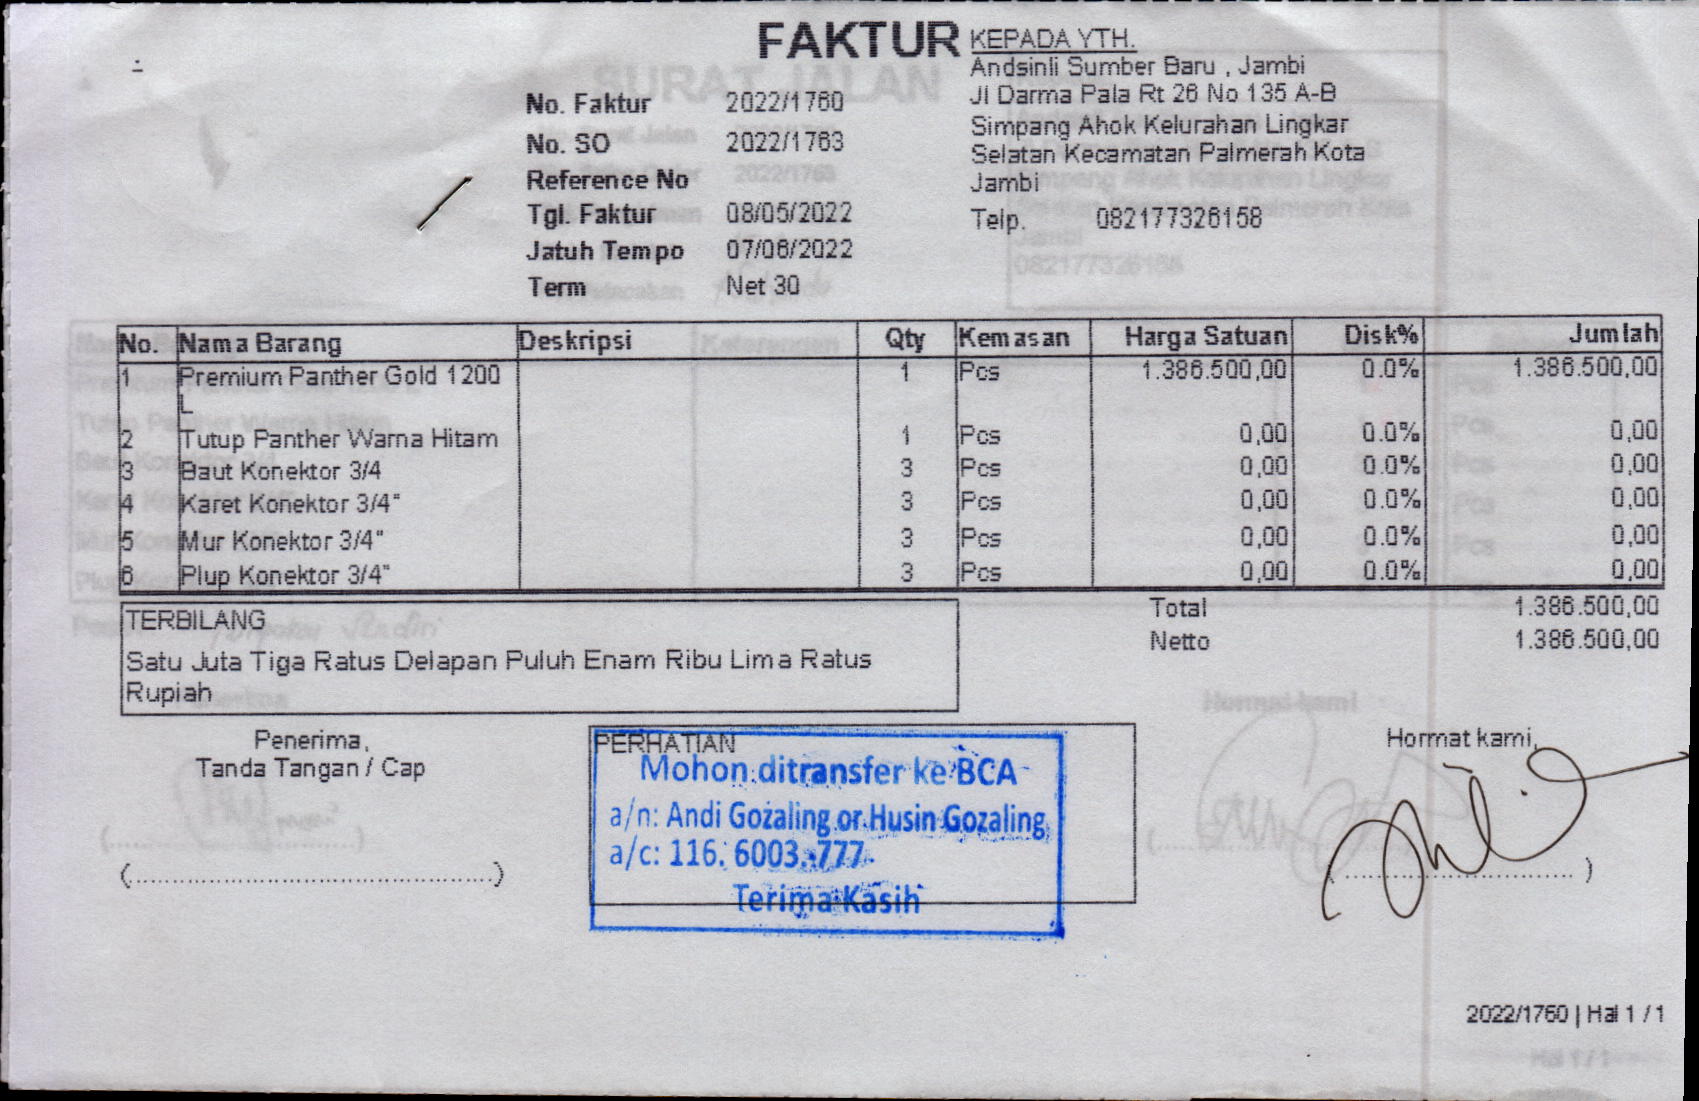 FAKTUR
KEPADA YTH.
Andsinli Sumber Baru , Jambi
Jl Darma Pala Rt 26 No 135 A-B
Simpang Ahok Kelurahan Lingkar
Selatan Kecamatan Palmerah Kota
Jambi
Telp. 082177326158
No. Faktur 2022/1760
No. SO 2022/1763
Reference No
Tgl. Faktur 08/05/2022
Jatuh Tempo 07/06/2022
Term Net 30
No. Nama Barang Deskripsi Qty Kemasan Harga Satuan Disk% Jumlah
1 Premium Panther Gold 1200 1 Pcs 1.386.500,00 0.0% 1.386.500,00
L
2 Tutup Panther Warna Hitam 1 Pcs 0,00 0.0% 0,00
3 Baut Konektor 3/4 3 Pcs 0,00 0.0% 0,00
4 Karet Konektor 3/4" 3 Pcs 0,00 0.0% 0,00
5 Mur Konektor 3/4" 3 Pcs 0,00 0.0% 0,00
6 Plup Konektor 3/4" 3 Pcs 0,00 0.0% 0,00
Total 1.386.500,00
Netto 1.386.500,00
TERBILANG
Satu Juta Tiga Ratus Delapan Puluh Enam Ribu Lima Ratus
Rupiah
Penerima,
Tanda Tangan / Cap
(..................................................)
PERHATIAN
Mohon ditransfer ke BCA
a/n: Andi Gozaling or Husin Gozaling
a/c: 116. 6003. 777
Terima Kasih
Hormat kami,
2022/1760 | Hal 1 / 1